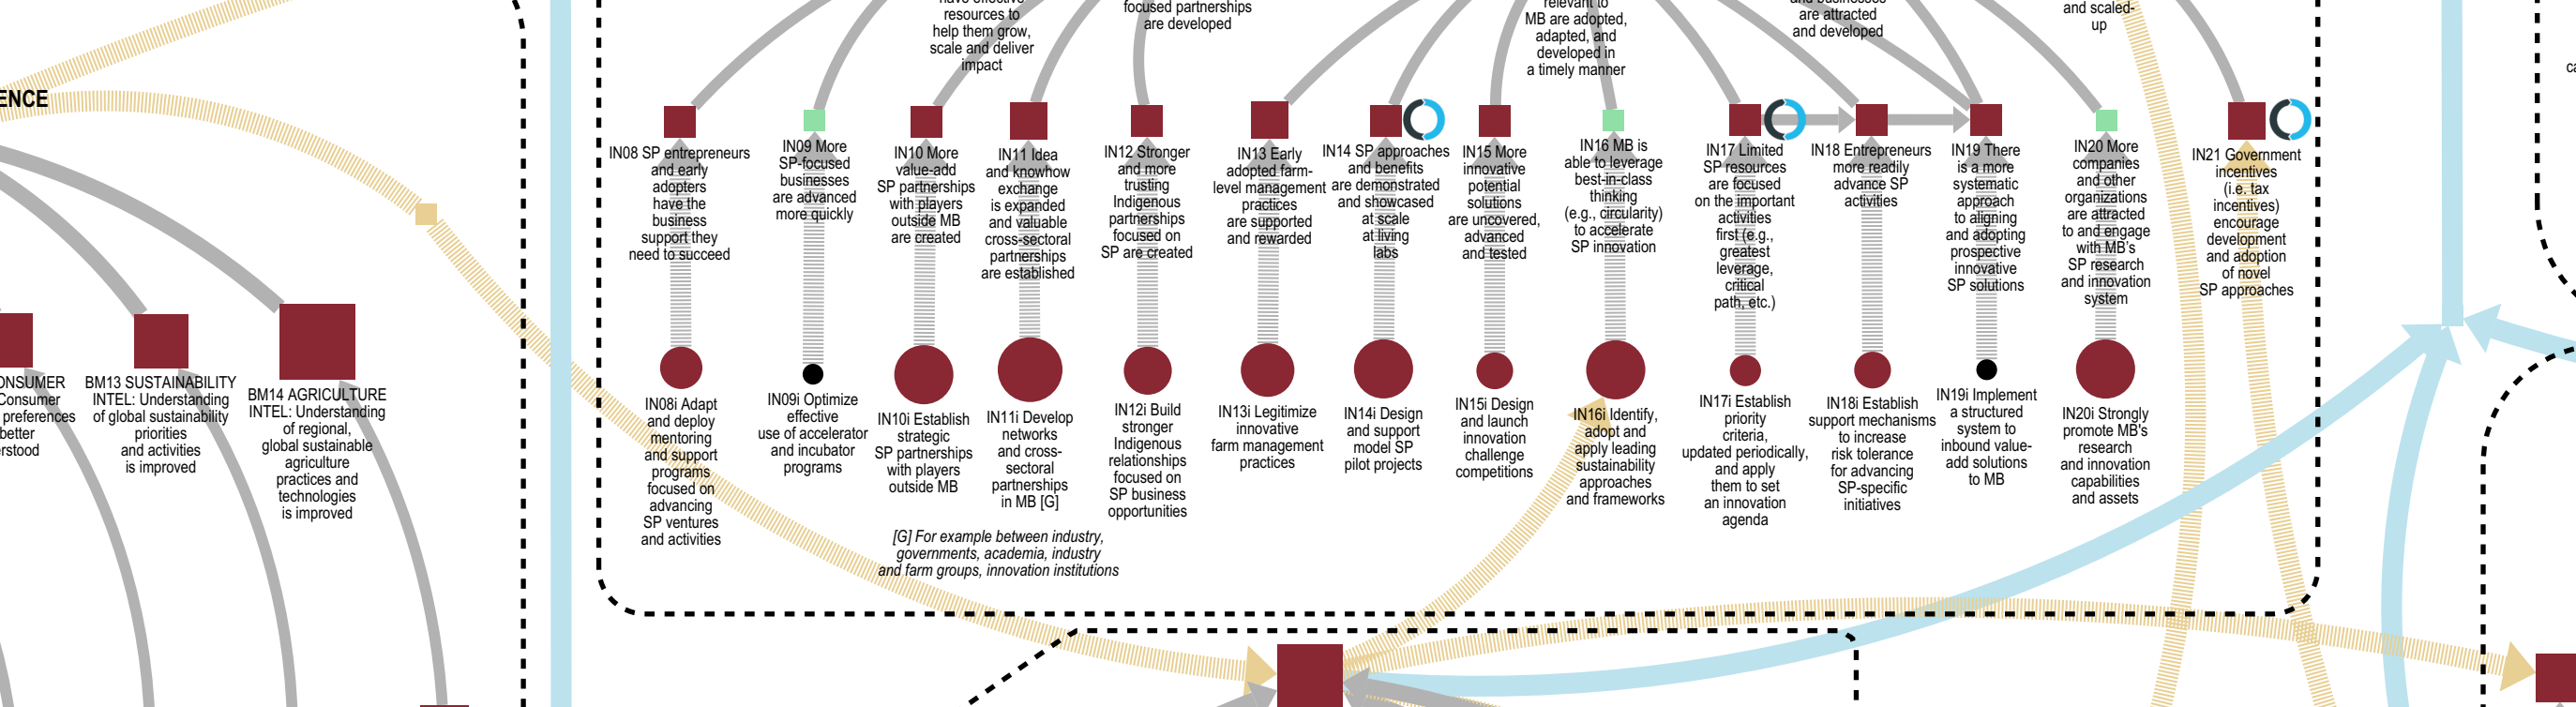 resources to
help them grow,
scale and deliver
impact
focused partnerships
are developed
relevant to
MB are adopted,
adapted, and
developed in
a timely manner
and businesses
are attracted
and developed
and scaled-
up
ENCE
IN08 SP entrepreneurs
and early
adopters
have the
business
support they
need to succeed
IN09 More
SP-focused
businesses
are advanced
more quickly
IN10 More
value-add
SP partnerships
with players
outside MB
are created
IN11 Idea
and knowhow
exchange
is expanded
and valuable
cross-sectoral
partnerships
are established
IN12 Stronger
and more
trusting
Indigenous
partnerships
focused on
SP are created
IN13 Early
adopted farm-
level management
practices
are supported
and rewarded
IN14 SP approaches
and benefits
are demonstrated
and showcased
at scale
at living
labs
IN15 More
innovative
potential
solutions
are uncovered,
advanced
and tested
IN16 MB is
able to leverage
best-in-class
thinking
(e.g., circularity)
to accelerate
SP innovation
IN17 Limited
SP resources
are focused
on the important
activities
first (e.g.,
greatest
leverage,
critical
path, etc.)
IN18 Entrepreneurs
more readily
advance SP
activities
IN19 There
is a more
systematic
approach
to aligning
and adopting
prospective
innovative
SP solutions
IN20 More
companies
and other
organizations
are attracted
to and engage
with MB's
SP research
and innovation
system
IN21 Government
incentives
(i.e. tax
incentives)
encourage
development
and adoption
of novel
SP approaches
ONSUMER
Consumer
preferences
better
rstood
BM13 SUSTAINABILITY
INTEL: Understanding
of global sustainability
priorities
and activities
is improved
BM14 AGRICULTURE
INTEL: Understanding
of regional,
global sustainable
agriculture
practices and
technologies
is improved
IN08i Adapt
and deploy
mentoring
and support
programs
focused on
advancing
SP ventures
and activities
IN09i Optimize
effective
use of accelerator
and incubator
programs
IN10i Establish
strategic
SP partnerships
with players
outside MB
IN11i Develop
networks
and cross-
sectoral
partnerships
in MB [G]
IN12i Build
stronger
Indigenous
relationships
focused on
SP business
opportunities
IN13i Legitimize
innovative
farm management
practices
IN14i Design
and support
model SP
pilot projects
IN15i Design
and launch
innovation
challenge
competitions
IN16i Identify,
adopt and
apply leading
sustainability
approaches
and frameworks
IN17i Establish
priority
criteria,
updated periodically,
and apply
them to set
an innovation
agenda
IN18i Establish
support mechanisms
to increase
risk tolerance
for advancing
SP-specific
initiatives
IN19i Implement
a structured
system to
inbound value-
add solutions
to MB
IN20i Strongly
promote MB's
research
and innovation
capabilities
and assets
[G] For example between industry,
governments, academia, industry
and farm groups, innovation institutions